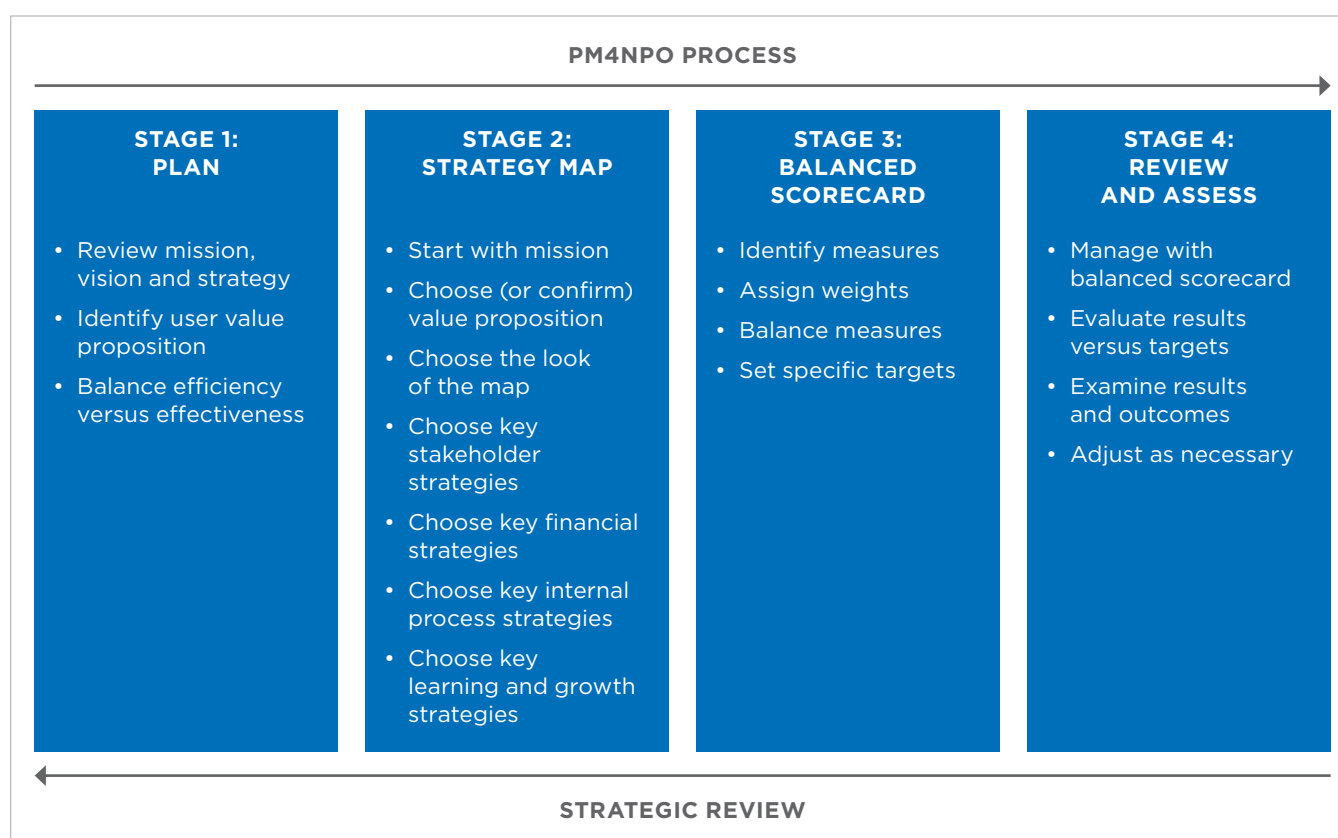 PM4NPO PROCESS
STAGE 1:
PLAN
• Review mission,
vision and strategy
• Identify user value
proposition
• Balance efficiency
versus effectiveness
STAGE 2:
STRATEGY MAP
• Start with mission
• Choose (or confirm)
value proposition
• Choose the look
of the map
• Choose key
stakeholder
strategies
• Choose key financial
strategies
• Choose key internal
process strategies
• Choose key
learning and growth
strategies
STAGE 3:
BALANCED
SCORECARD
• Identify measures
• Assign weights
• Balance measures
• Set specific targets
STAGE 4:
REVIEW
AND ASSESS
• Manage with
balanced scorecard
• Evaluate results
versus targets
• Examine results
and outcomes
• Adjust as necessary
STRATEGIC REVIEW